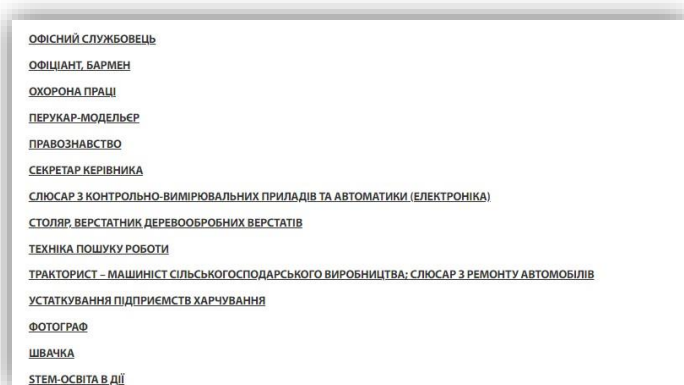 ОФІСНИЙ СЛУЖБОВЕЦЬ
ОФІЦІАНТ, БАРМЕН
ОХОРОНА ПРАЦІ
ПЕРУКАР-МОДЕЛЬЄР
ПРАВОЗНАВСТВО
СЕКРЕТАР КЕРІВНИКА
СЛЮСАР З КОНТРОЛЬНО-ВИМІРЮВАЛЬНИХ ПРИЛАДІВ ТА АВТОМАТИКИ (ЕЛЕКТРОНІКА)
СТОЛЯР, ВЕРСТАТНИК ДЕРЕВООБРОБНИХ ВЕРСТАТІВ
ТЕХНІКА ПОШУКУ РОБОТИ
ТРАКТОРИСТ – МАШИНІСТ СІЛЬСЬКОГОСПОДАРСЬКОГО ВИРОБНИЦТВА; СЛЮСАР З РЕМОНТУ АВТОМОБІЛІВ
УСТАТКУВАННЯ ПІДПРИЄМСТВ ХАРЧУВАННЯ
ФОТОГРАФ
ШВАЧКА
STEM-ОСВІТА В ДІЇ